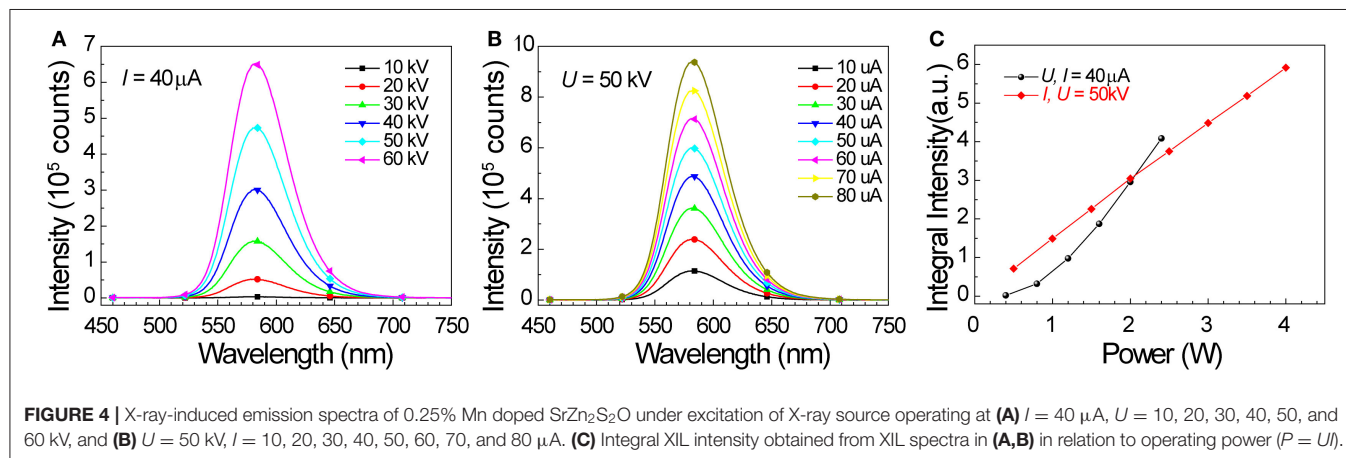 A
7
6
5
4
3
2
1
0
Intensity (10⁵ counts)
I = 40 μA
10 kV
20 kV
30 kV
40 kV
50 kV
60 kV
450 500 550 600 650 700 750
Wavelength (nm)
B
10
8
6
4
2
0
Intensity (10⁵ counts)
U = 50 kV
10 uA
20 uA
30 uA
40 uA
50 uA
60 uA
70 uA
80 uA
450 500 550 600 650 700 750
Wavelength (nm)
C
6
5
4
3
2
1
0
Integral Intensity(a.u.)
U, I = 40 μA
I, U = 50kV
0 1 2 3 4
Power (W)
FIGURE 4 | X-ray-induced emission spectra of 0.25% Mn doped SrZn₂S₂O under excitation of X-ray source operating at (A) I = 40 μA, U = 10, 20, 30, 40, 50, and
60 kV, and (B) U = 50 kV, I = 10, 20, 30, 40, 50, 60, 70, and 80 μA. (C) Integral XIL intensity obtained from XIL spectra in (A,B) in relation to operating power (P = UI).